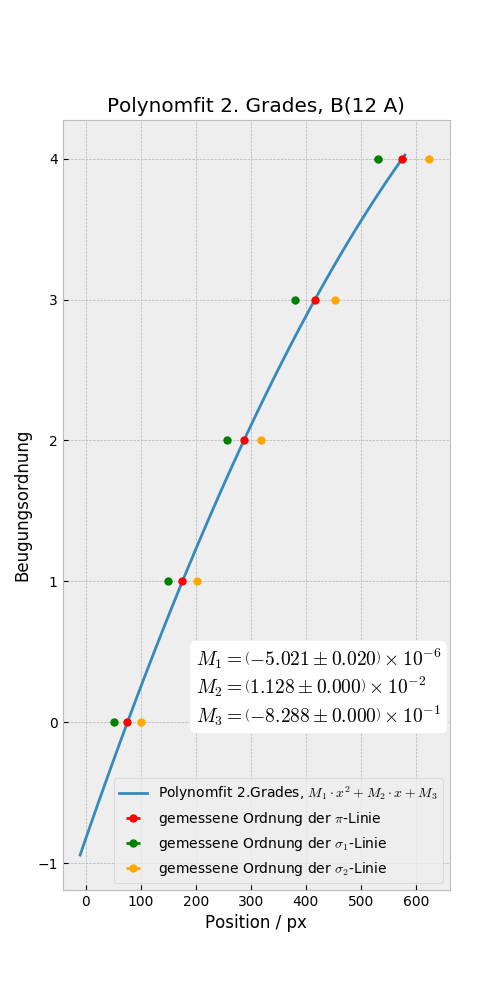 Polynomfit 2. Grades, B(12 A)
4
3
2
1
0
−1
Beugungsordnung
M₁ = (−5.021 ± 0.020) × 10⁻⁶
M₂ = (1.128 ± 0.000) × 10⁻²
M₃ = (−8.288 ± 0.000) × 10⁻¹
Polynomfit 2.Grades, M₁ · x² + M₂ · x + M₃
gemessene Ordnung der π-Linie
gemessene Ordnung der σ₁-Linie
gemessene Ordnung der σ₂-Linie
0 100 200 300 400 500 600
Position / px